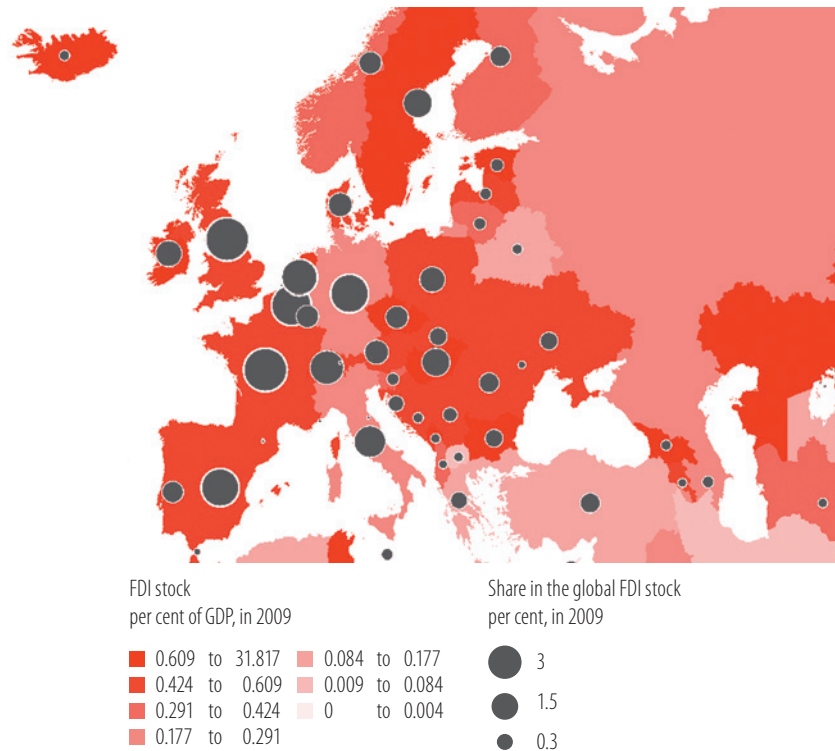 FDI stock
per cent of GDP, in 2009
0.609 to 31.817
0.424 to 0.609
0.291 to 0.424
0.177 to 0.291
0.084 to 0.177
0.009 to 0.084
0 to 0.004
Share in the global FDI stock
per cent, in 2009
3
1.5
0.3